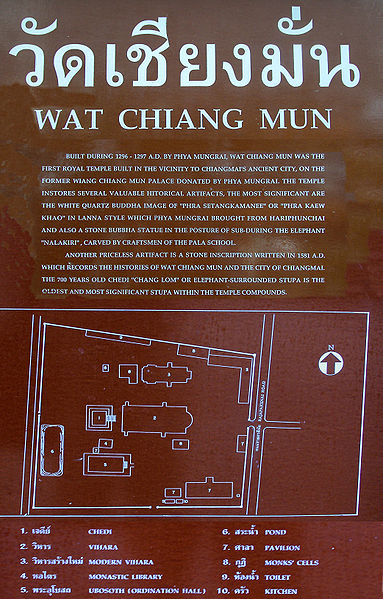 วัดเชียงมั่น
WAT CHIANG MUN
BUILT DURING 1296 - 1297 A.D. BY PHYA MUNGRAI, WAT CHIANG MUN WAS THE
FIRST ROYAL TEMPLE BUILT IN THE VICINITY TO CHIANGMAI'S ANCIENT CITY, ON
THE FORMER WIANG CHIANG MUN PALACE DONATED BY PHYA MUNGRAI. THE TEMPLE
INSTORES SEVERAL VALUABLE HITORICAL ARTIFACTS, THE MOST SIGNIFICANT ARE
THE WHITE QUARTZ BUDDHA IMAGE OF "PHRA SETANGKAMANEE" OR "PHRA KAEW
KHAO" IN LANNA STYLE WHICH PHYA MUNGRAI BROUGHT FROM HARIPHUNCHAI
AND ALSO A STONE BUBBHA STATUE IN THE POSTURE OF SUB-DURING THE ELEPHANT
"NALAKIRI", CARVED BY CRAFTSMEN OF THE PALA SCHOOL.
ANOTHER PRICELESS ARTIFACT IS A STONE INSCRIPTION WRITTEN IN 1581 A.D.
WHICH RECORDS THE HISTORIES OF WAT CHIANG MUN AND THE CITY OF CHIANGMAI.
THE 700 YEARS OLD CHEDI "CHANG LOM" OR ELEPHANT-SURROUNDED STUPA IS THE
OLDEST AND MOST SIGNIFICANT STUPA WITHIN THE TEMPLE COMPOUNDS.
N
9
7
8
6
3
8
1
2
4
6
5
7
7
7
1. เจดีย์ CHEDI
2. วิหาร VIHARA
3. วิหารสร้างใหม่ MODERN VIHARA
4. หอไตร MONASTIC LIBRARY
5. พระอุโบสถ UBOSOTH (ORDINATION HALL)
6. สระน้ำ POND
7. ศาลา PAVILION
8. กุฏิ MONKS' CELLS
9. ห้องน้ำ TOILET
10. ครัว KITCHEN